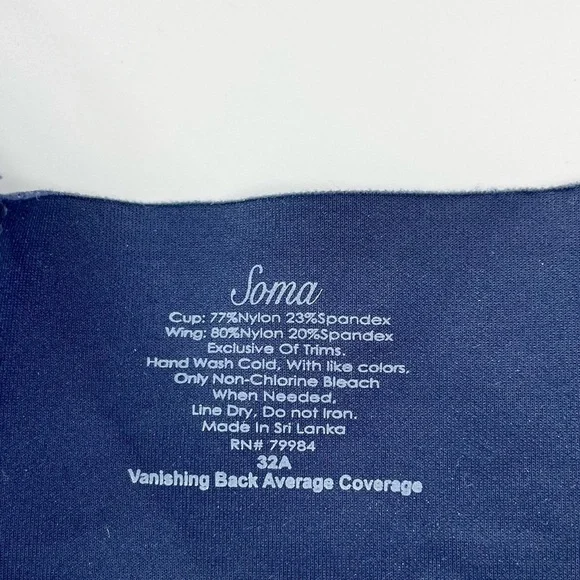 Soma
Cup: 77%Nylon 23%Spandex
Wing: 80%Nylon 20%Spandex
Exclusive Of Trims.
Hand Wash Cold, With like colors,
Only Non-Chlorine Bleach
When Needed,
Line Dry, Do not Iron.
Made In Sri Lanka
RN# 79984
32A
Vanishing Back Average Coverage